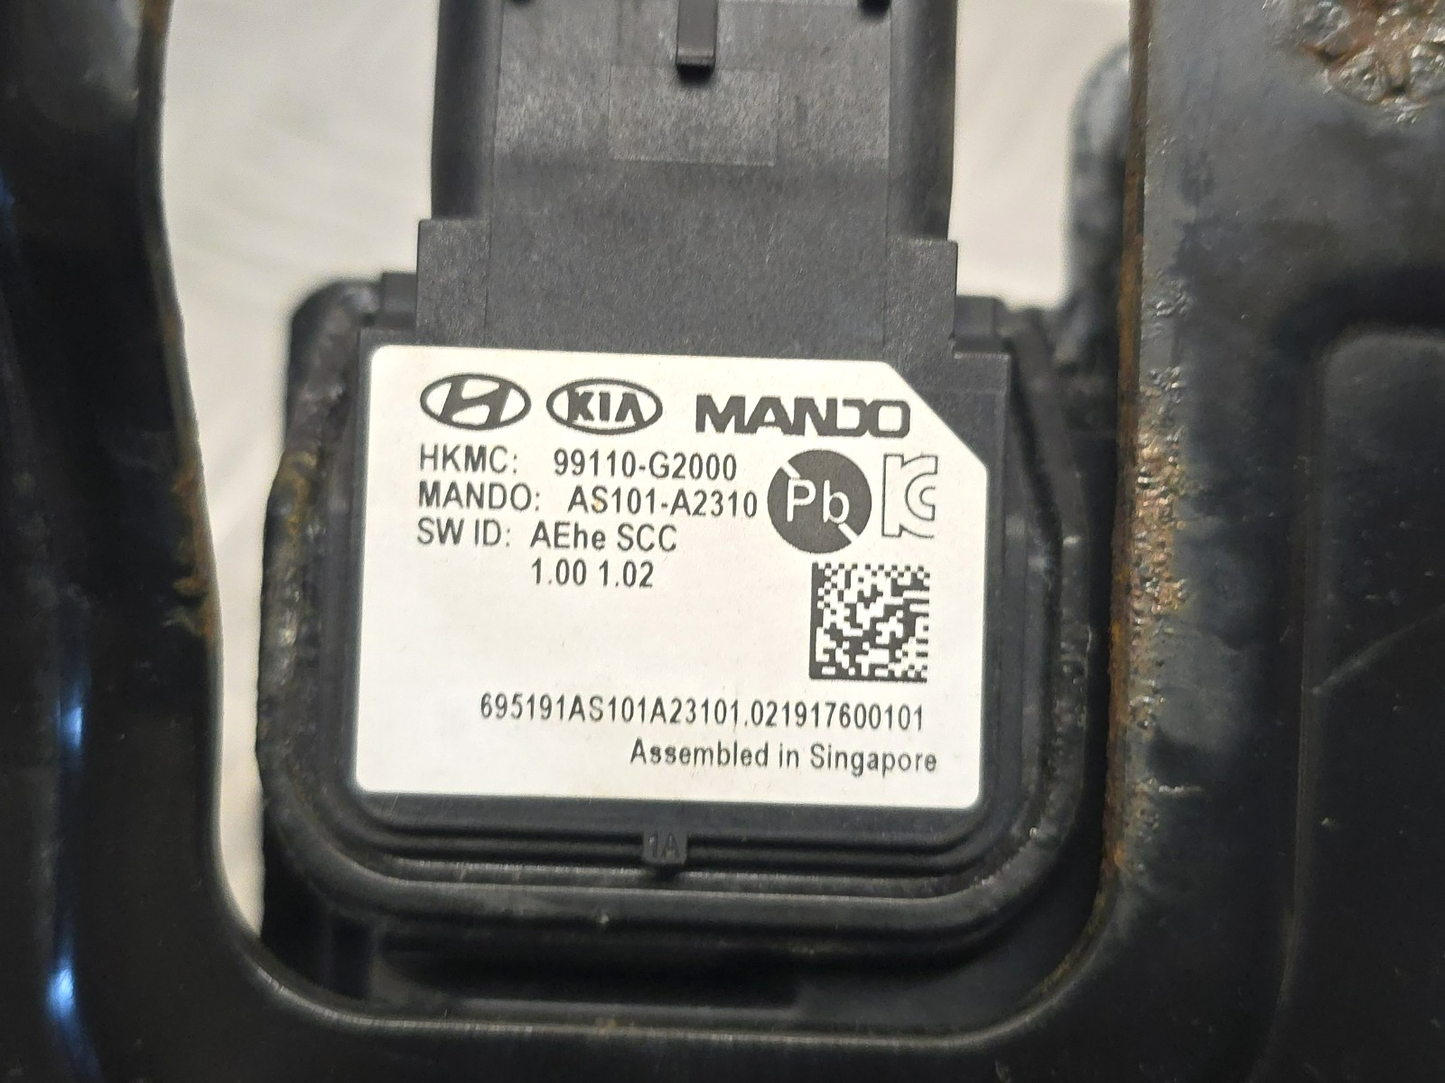 KIA MANDO
HKMC: 99110-G2000
MANDO: AS101-A2310
Pb
SW ID: AEhe SCC
1.00 1.02
695191AS101A23101.021917600101
Assembled in Singapore
1A